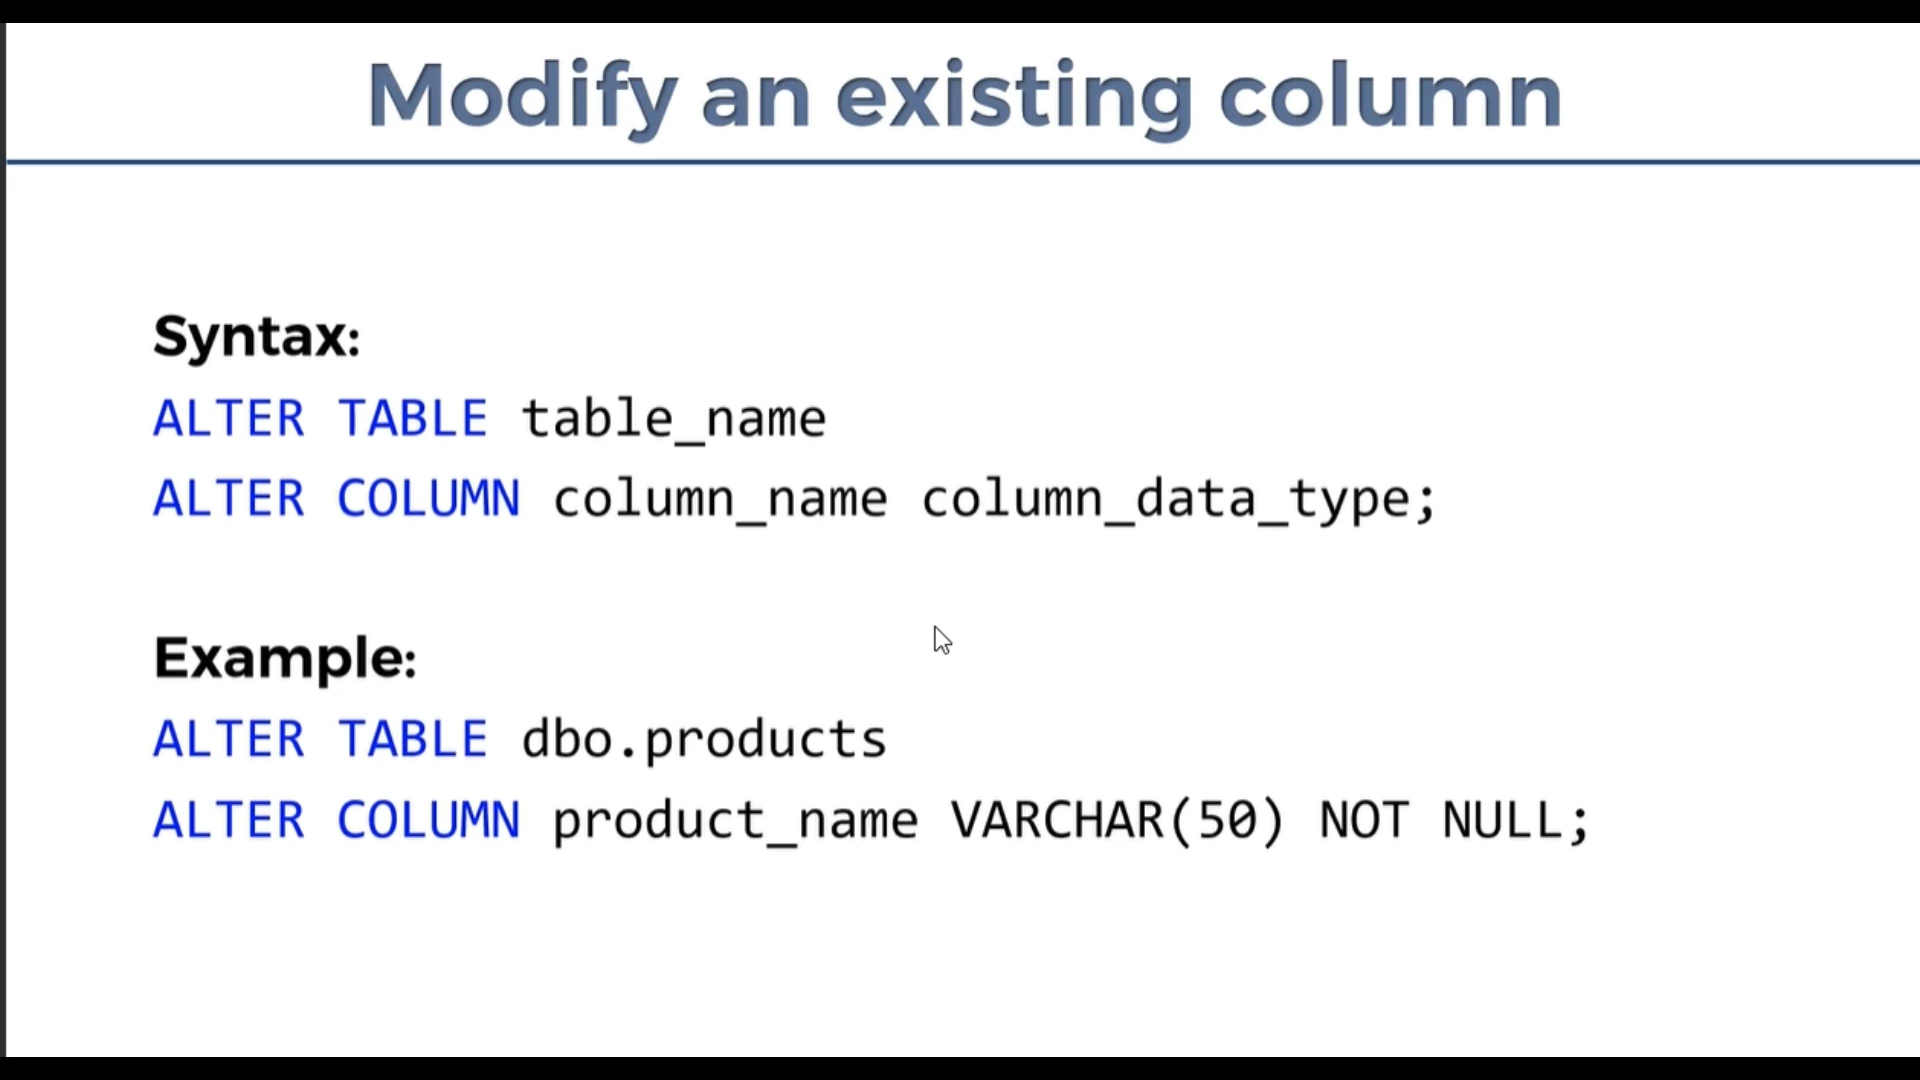 Modify an existing column
Syntax:
ALTER TABLE table_name
ALTER COLUMN column_name column_data_type;
Example:
ALTER TABLE dbo.products
ALTER COLUMN product_name VARCHAR(50) NOT NULL;